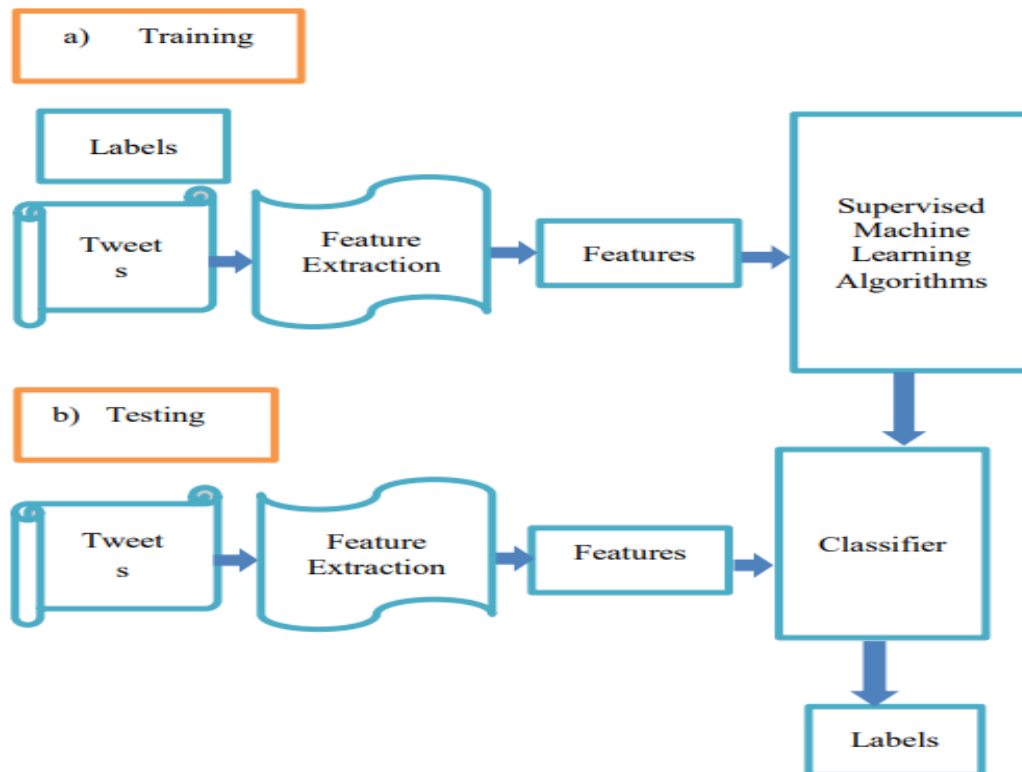 a) Training
Labels
Tweet
s
Feature
Extraction
Features
Supervised
Machine
Learning
Algorithms
b) Testing
Tweet
s
Feature
Extraction
Features
Classifier
Labels